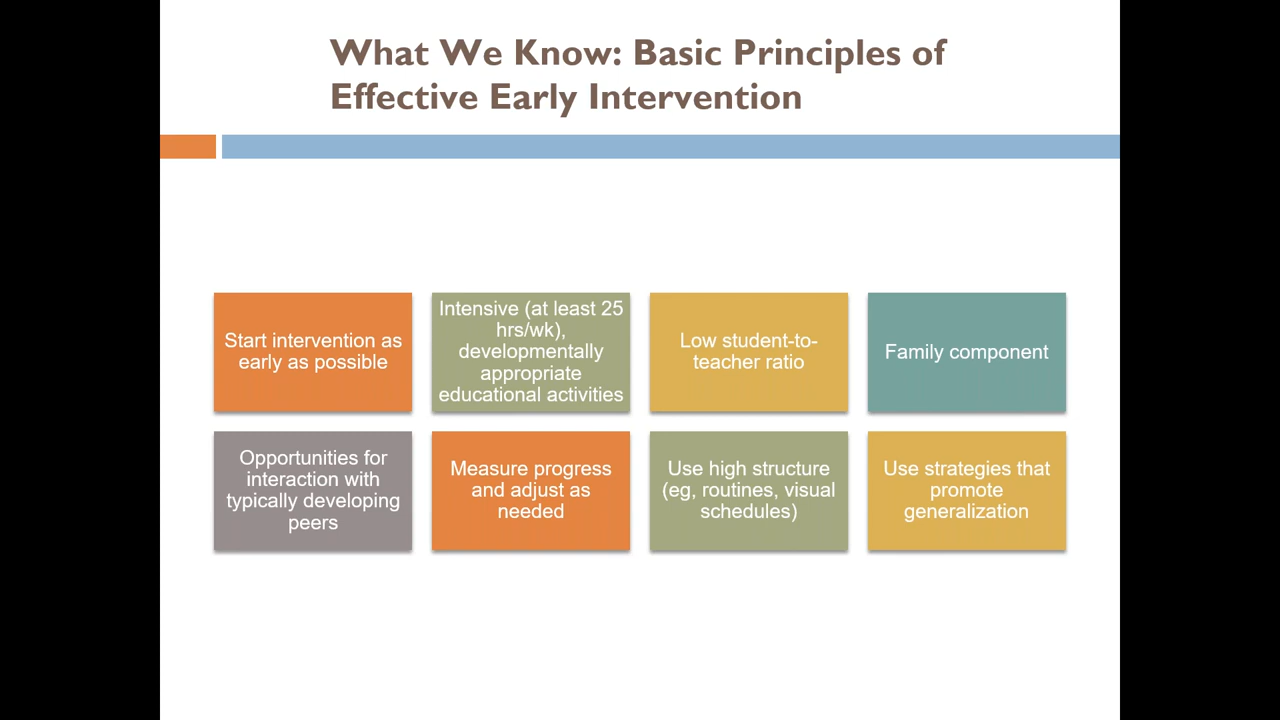 What We Know: Basic Principles of
Effective Early Intervention
Start intervention as
early as possible
Intensive (at least 25
hrs/wk),
developmentally
appropriate
educational activities
Low student-to-
teacher ratio
Family component
Opportunities for
interaction with
typically developing
peers
Measure progress
and adjust as
needed
Use high structure
(eg, routines, visual
schedules)
Use strategies that
promote
generalization